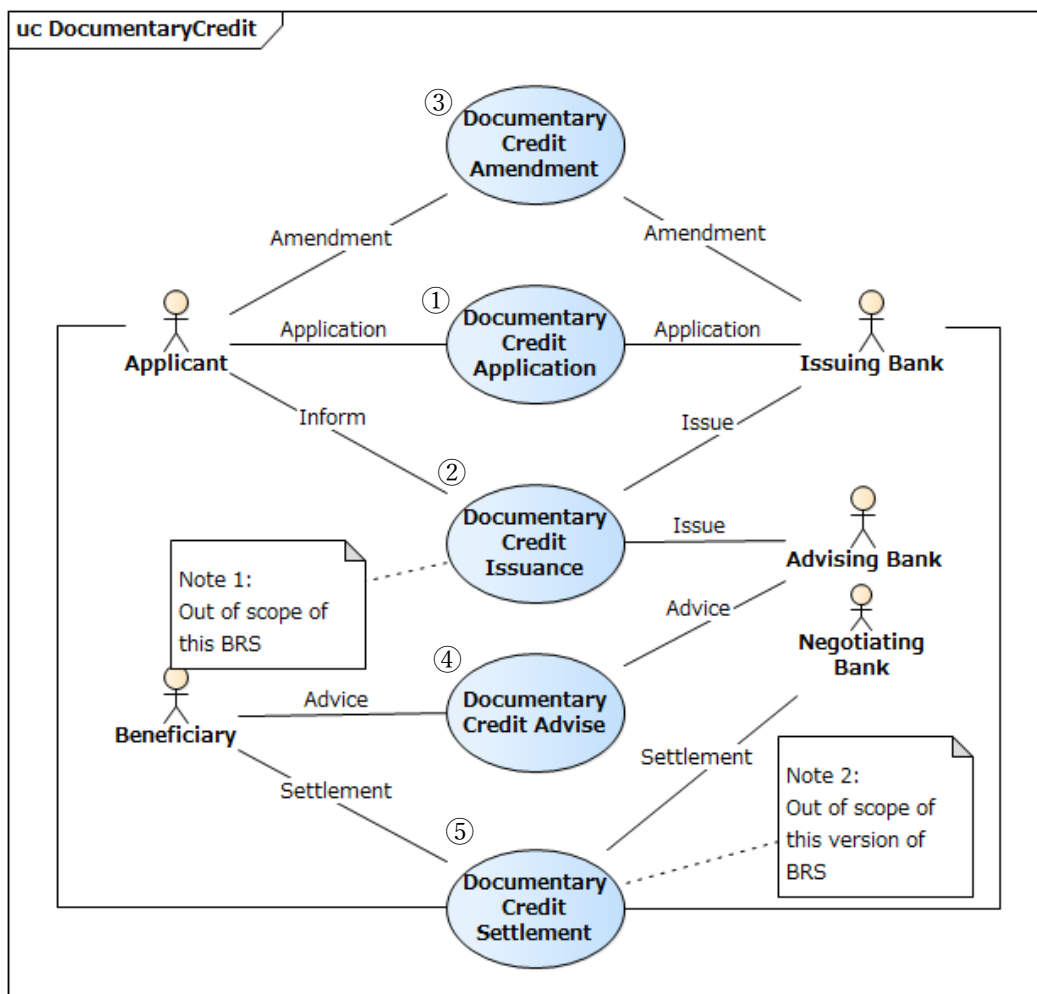 uc DocumentaryCredit
③
Documentary
Credit
Amendment
Amendment
Amendment
①
Documentary
Credit
Application
Application
Application
Applicant
Issuing Bank
Inform
Issue
②
Documentary
Credit
Issuance
Issue
Advising Bank
Note 1:
Out of scope of
this BRS
Advice
Negotiating
Bank
④
Documentary
Credit Advise
Advice
Beneficiary
Settlement
Settlement
Note 2:
Out of scope of
this version of
BRS
⑤
Documentary
Credit
Settlement